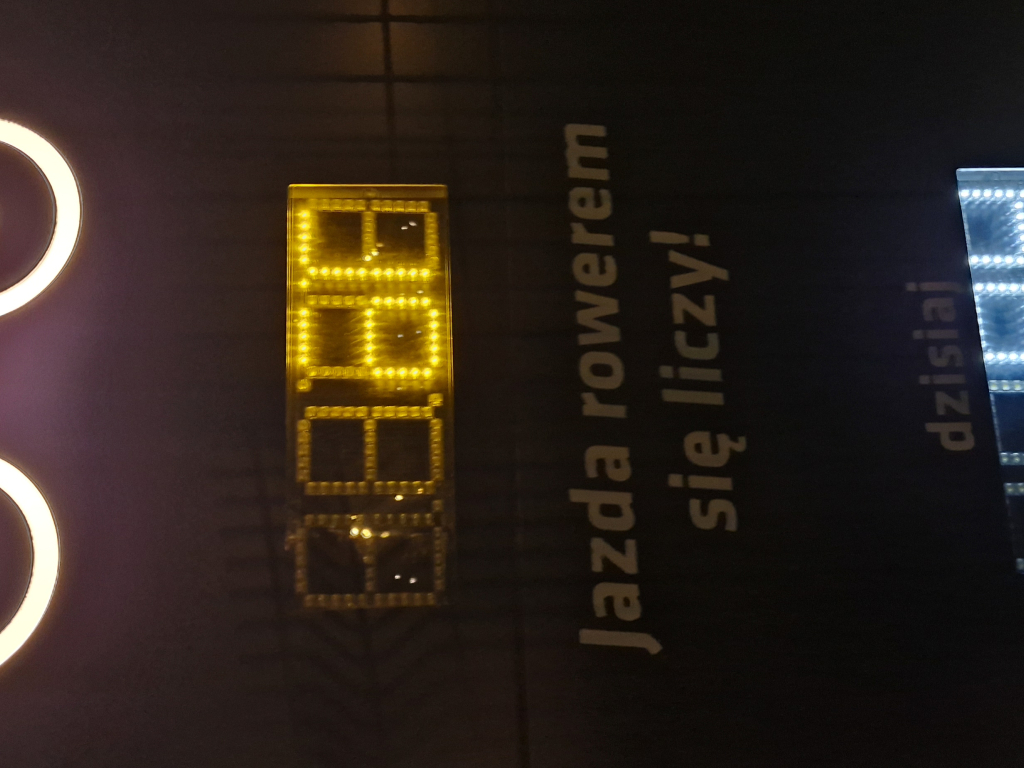 Jazda rowerem
się liczy!
dzisiaj